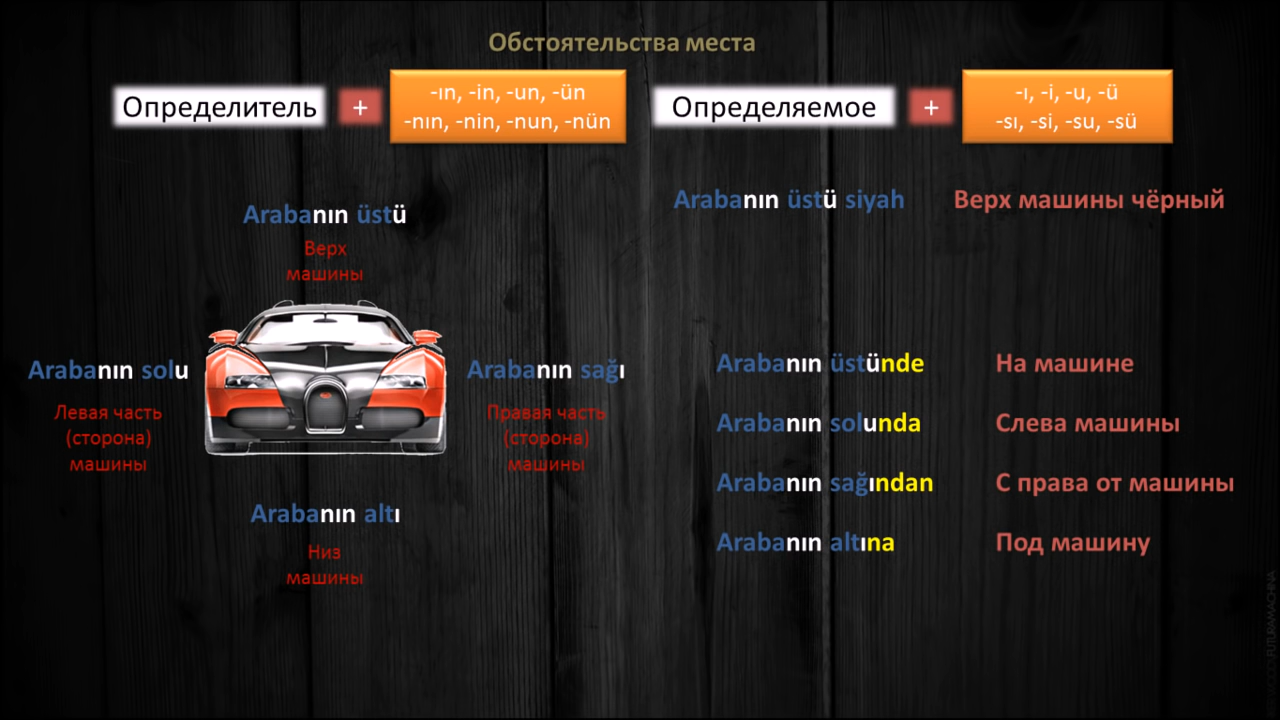 Обстоятельства места
Определитель + -ın, -in, -un, -ün
-nın, -nin, -nun, -nün
Определяемое + -ı, -i, -u, -ü
-sı, -si, -su, -sü
Arabanın üstü
Верх
машины
Arabanın solu
Левая часть
(сторона)
машины
Arabanın sağı
Правая часть
(сторона)
машины
Arabanın altı
Низ
машины
Arabanın üstü siyah Верх машины чёрный
Arabanın üstünde На машине
Arabanın solunda Слева машины
Arabanın sağından С права от машины
Arabanın altına Под машину